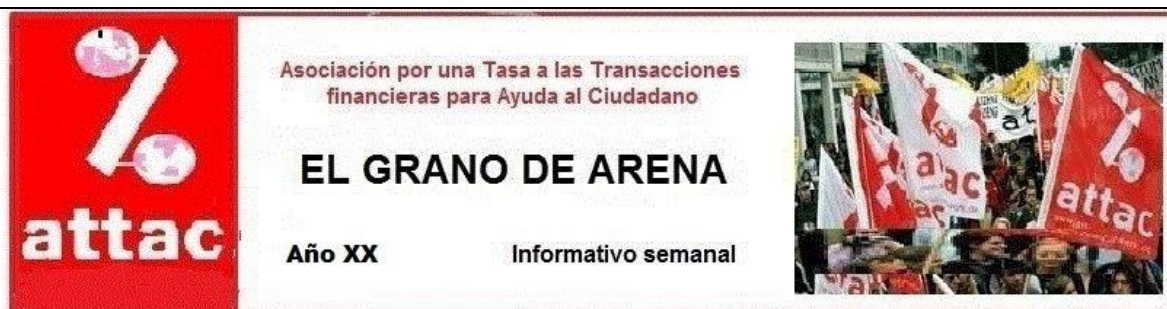 attac
Asociación por una Tasa a las Transacciones
financieras para Ayuda al Ciudadano
EL GRANO DE ARENA
Año XX
Informativo semanal
attac
attac